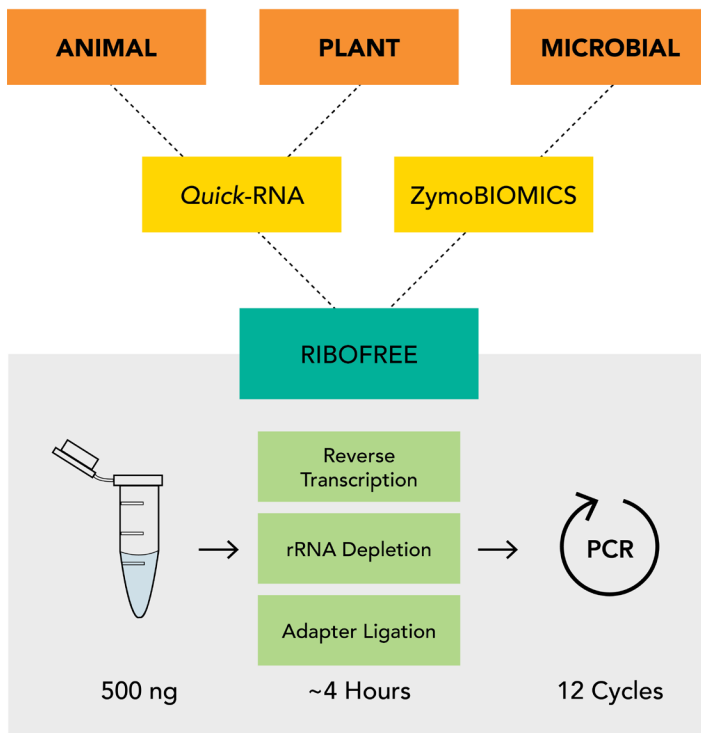 ANIMAL
PLANT
MICROBIAL
Quick-RNA
ZymoBIOMICS
RIBOFREE
Reverse
Transcription
rRNA Depletion
Adapter Ligation
PCR
500 ng
~4 Hours
12 Cycles